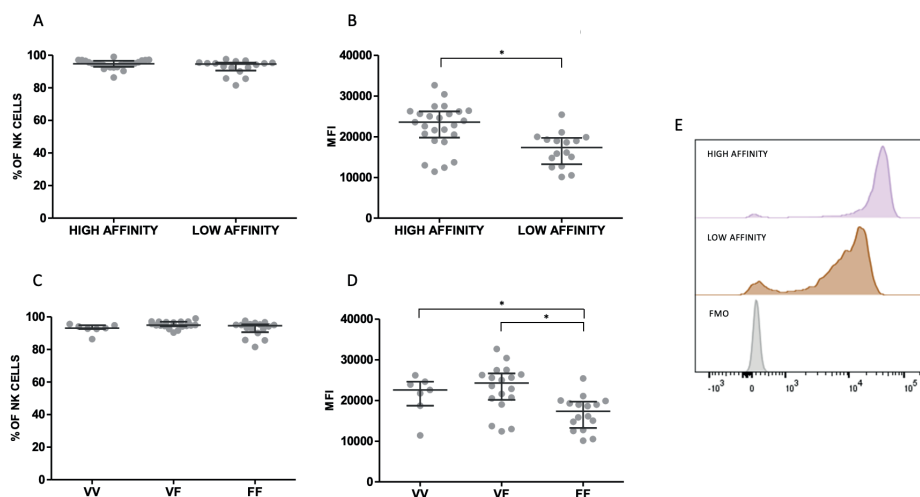 A
% OF NK CELLS
100
80
60
40
20
0
HIGH AFFINITY LOW AFFINITY
B
*
MFI
40000
30000
20000
10000
0
HIGH AFFINITY LOW AFFINITY
C
% OF NK CELLS
100
80
60
40
20
0
VV VF FF
D
*
*
MFI
40000
30000
20000
10000
0
VV VF FF
E
HIGH AFFINITY
LOW AFFINITY
FMO
-10³ 0 10³ 10⁴ 10⁵